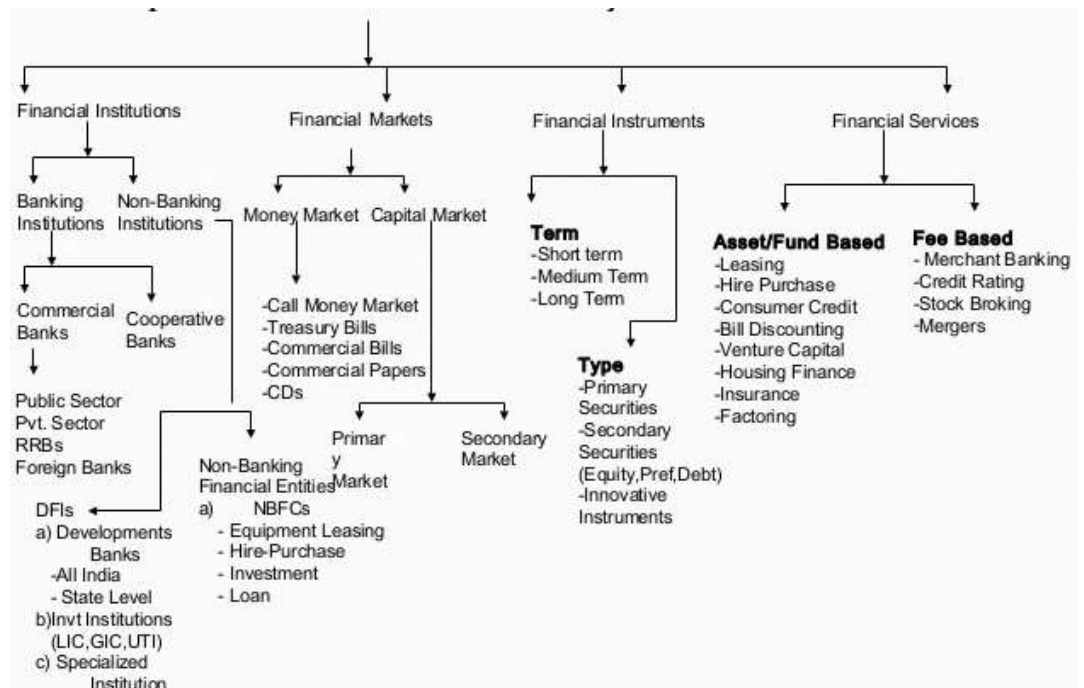 Financial Institutions
Financial Markets
Financial Instruments
Financial Services
Banking
Institutions
Non-Banking
Institutions
Money Market
Capital Market
Term
-Short term
-Medium Term
-Long Term
Asset/Fund Based
-Leasing
-Hire Purchase
-Consumer Credit
-Bill Discounting
-Venture Capital
-Housing Finance
-Insurance
-Factoring
Fee Based
- Merchant Banking
-Credit Rating
-Stock Broking
-Mergers
Commercial
Banks
Cooperative
Banks
-Call Money Market
-Treasury Bills
-Commercial Bills
-Commercial Papers
-CDs
Type
-Primary
Securities
-Secondary
Securities
(Equity,Pref,Debt)
-Innovative
Instruments
Public Sector
Pvt. Sector
RRBs
Foreign Banks
Primar
y
Market
Secondary
Market
Non-Banking
Financial Entities
a) NBFCs
- Equipment Leasing
- Hire-Purchase
- Investment
- Loan
DFIs
a) Developments
Banks
-All India
- State Level
b)Invt Institutions
(LIC,GIC,UTI)
c) Specialized
Institution